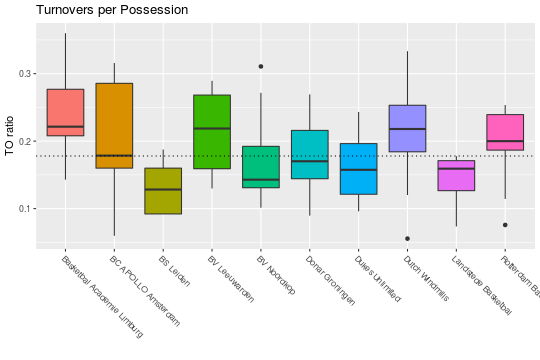 Turnovers per Possession
TO ratio
0.3
0.2
0.1
Basketbal Academie Limburg
BC APOLLO Amsterdam
BS Leiden
BV Leeuwarden
BV Noordkop
Donar Groningen
Dukes Unlimited
Dutch Windmills
Landstede Basketbal
Rotterdam Bas